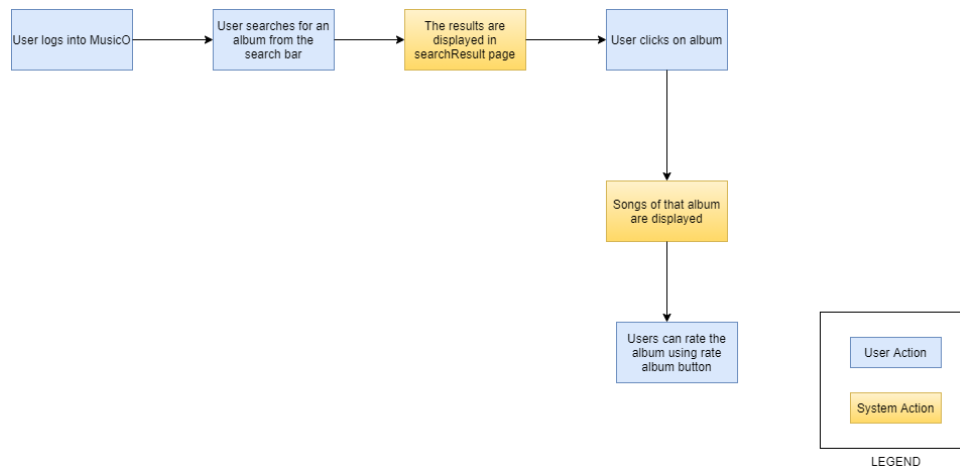 User logs into MusicO
User searches for an
album from the
search bar
The results are
displayed in
searchResult page
User clicks on album
Songs of that album
are displayed
Users can rate the
album using rate
album button
User Action
System Action
LEGEND